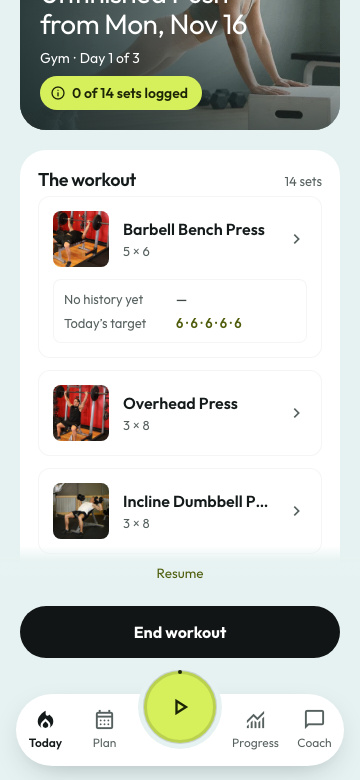 Unfinished Push
from Mon, Nov 16
Gym · Day 1 of 3
0 of 14 sets logged
The workout
14 sets
Barbell Bench Press
5 × 6
No history yet
—
Today's target
6·6·6·6·6
Overhead Press
3 × 8
Incline Dumbbell P...
3 × 8
Resume
End workout
Today
Plan
Progress
Coach